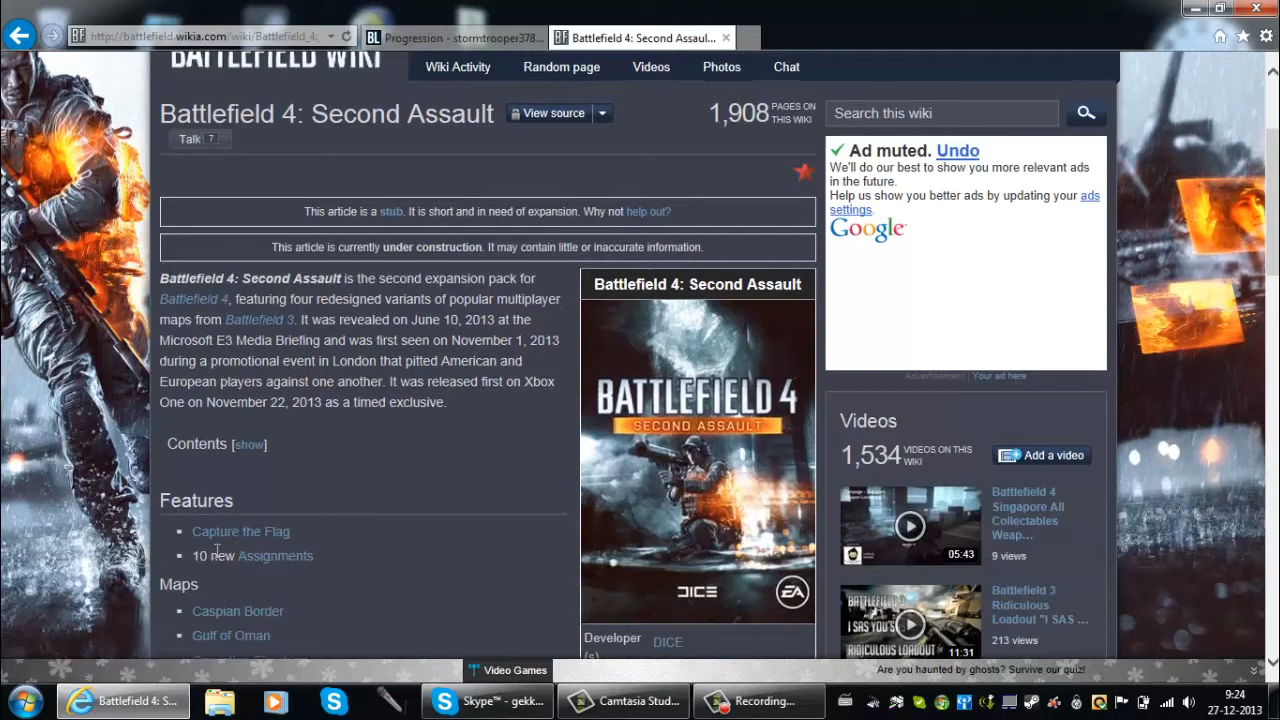 http://battlefield.wikia.com/wiki/Battlefield_4:
Progression - stormtrooper378...
Battlefield 4: Second Assaul...
BATTLEFIELD WIKI
Wiki Activity
Random page
Videos
Photos
Chat
Battlefield 4: Second Assault
View source
1,908 PAGES ON THIS WIKI
Search this wiki
Talk 7
Ad muted. Undo
We'll do our best to show you more relevant ads
in the future.
Help us show you better ads by updating your ads
settings.
Google
This article is a stub. It is short and in need of expansion. Why not help out?
This article is currently under construction. It may contain little or inaccurate information.
Battlefield 4: Second Assault is the second expansion pack for
Battlefield 4, featuring four redesigned variants of popular multiplayer
maps from Battlefield 3. It was revealed on June 10, 2013 at the
Microsoft E3 Media Briefing and was first seen on November 1, 2013
during a promotional event in London that pitted American and
European players against one another. It was released first on Xbox
One on November 22, 2013 as a timed exclusive.
Battlefield 4: Second Assault
BATTLEFIELD 4
SECOND ASSAULT
DICE
EA
Developer
(s)
DICE
Advertisement | Your ad here
Contents [show]
Features
Capture the Flag
10 new Assignments
Maps
Caspian Border
Gulf of Oman
Videos
1,534 VIDEOS ON THIS WIKI
Add a video
05:43
Battlefield 4
Singapore All
Collectables
Weap...
9 views
BATTLEFIELD
I SAS YOU'S
RIDICULOUS LOADOUT
11:31
Battlefield 3
Ridiculous
Loadout "I SAS ...
213 views
Video Games
Are you haunted by ghosts? Survive our quiz!
Battlefield 4: S...
Skype™ - gekk...
Camtasia Stud...
Recording...
9:24
27-12-2013